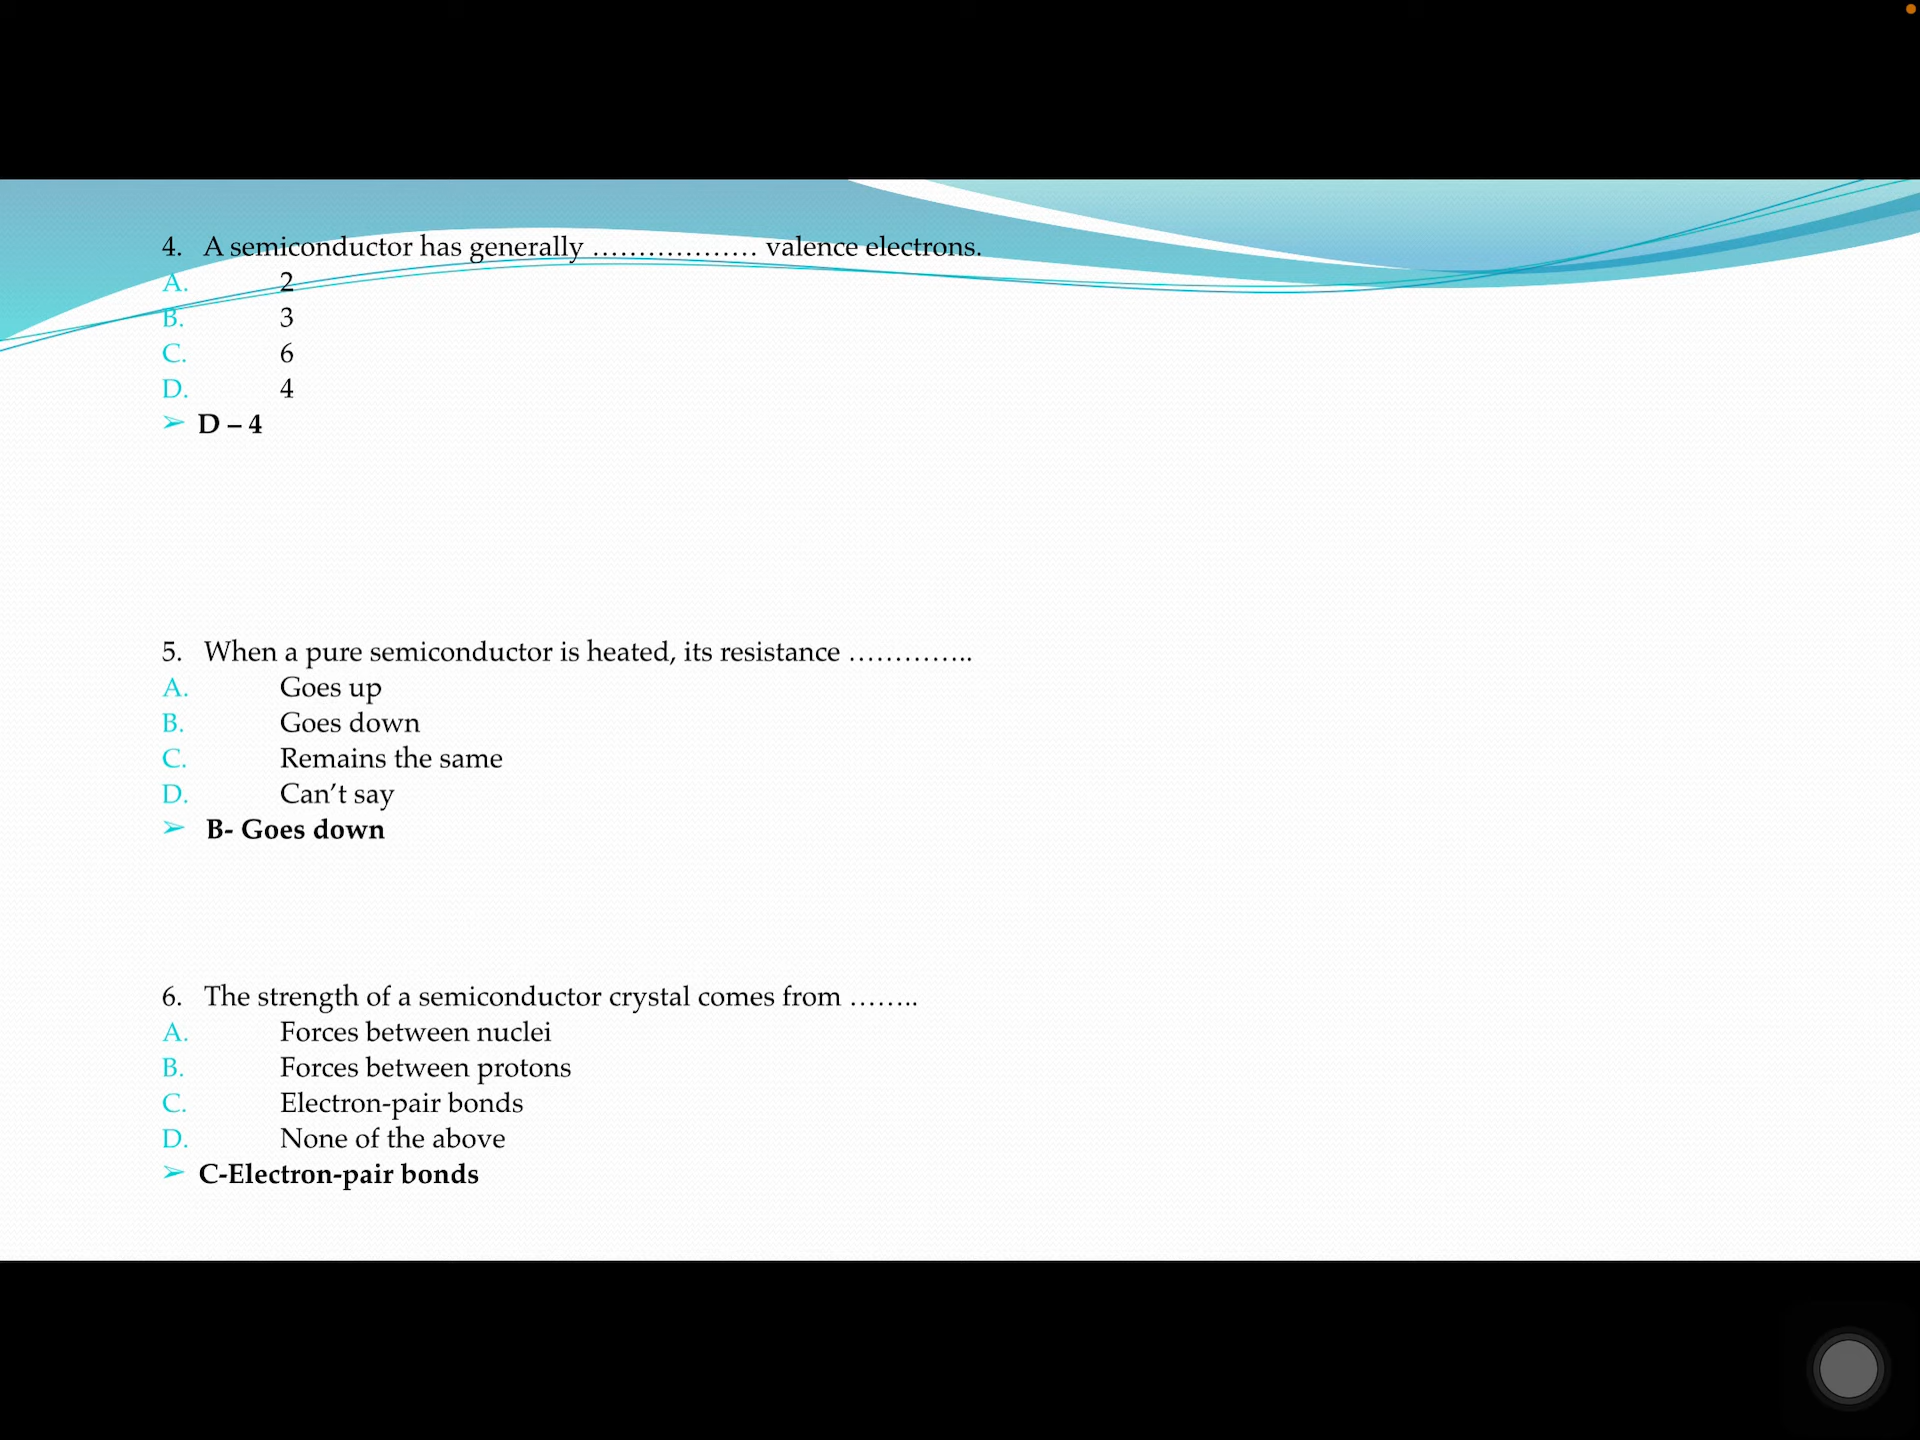 4. A semiconductor has generally ……………… valence electrons.
A. 2
B. 3
C. 6
D. 4
➢ D – 4
5. When a pure semiconductor is heated, its resistance …………..
A. Goes up
B. Goes down
C. Remains the same
D. Can’t say
➢ B- Goes down
6. The strength of a semiconductor crystal comes from ……..
A. Forces between nuclei
B. Forces between protons
C. Electron-pair bonds
D. None of the above
➢ C-Electron-pair bonds